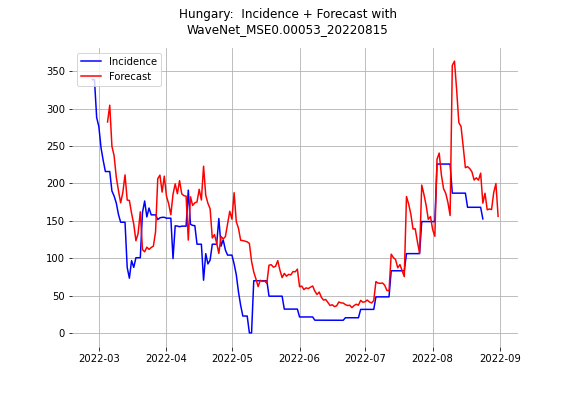 Hungary:  Incidence + Forecast with
WaveNet_MSE0.00053_20220815
Incidence
Forecast
350
300
250
200
150
100
50
0
2022-03 2022-04 2022-05 2022-06 2022-07 2022-08 2022-09